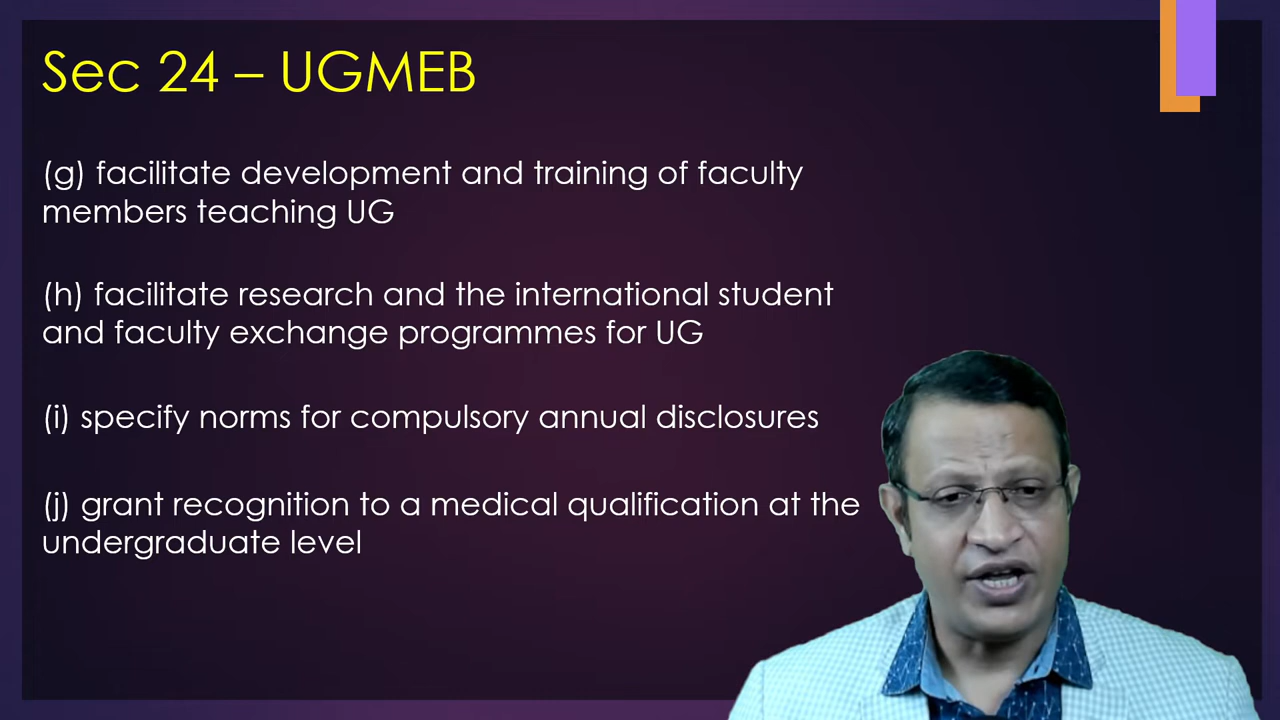 Sec 24 – UGMEB
(g) facilitate development and training of faculty
members teaching UG
(h) facilitate research and the international student
and faculty exchange programmes for UG
(i) specify norms for compulsory annual disclosures
(j) grant recognition to a medical qualification at the
undergraduate level